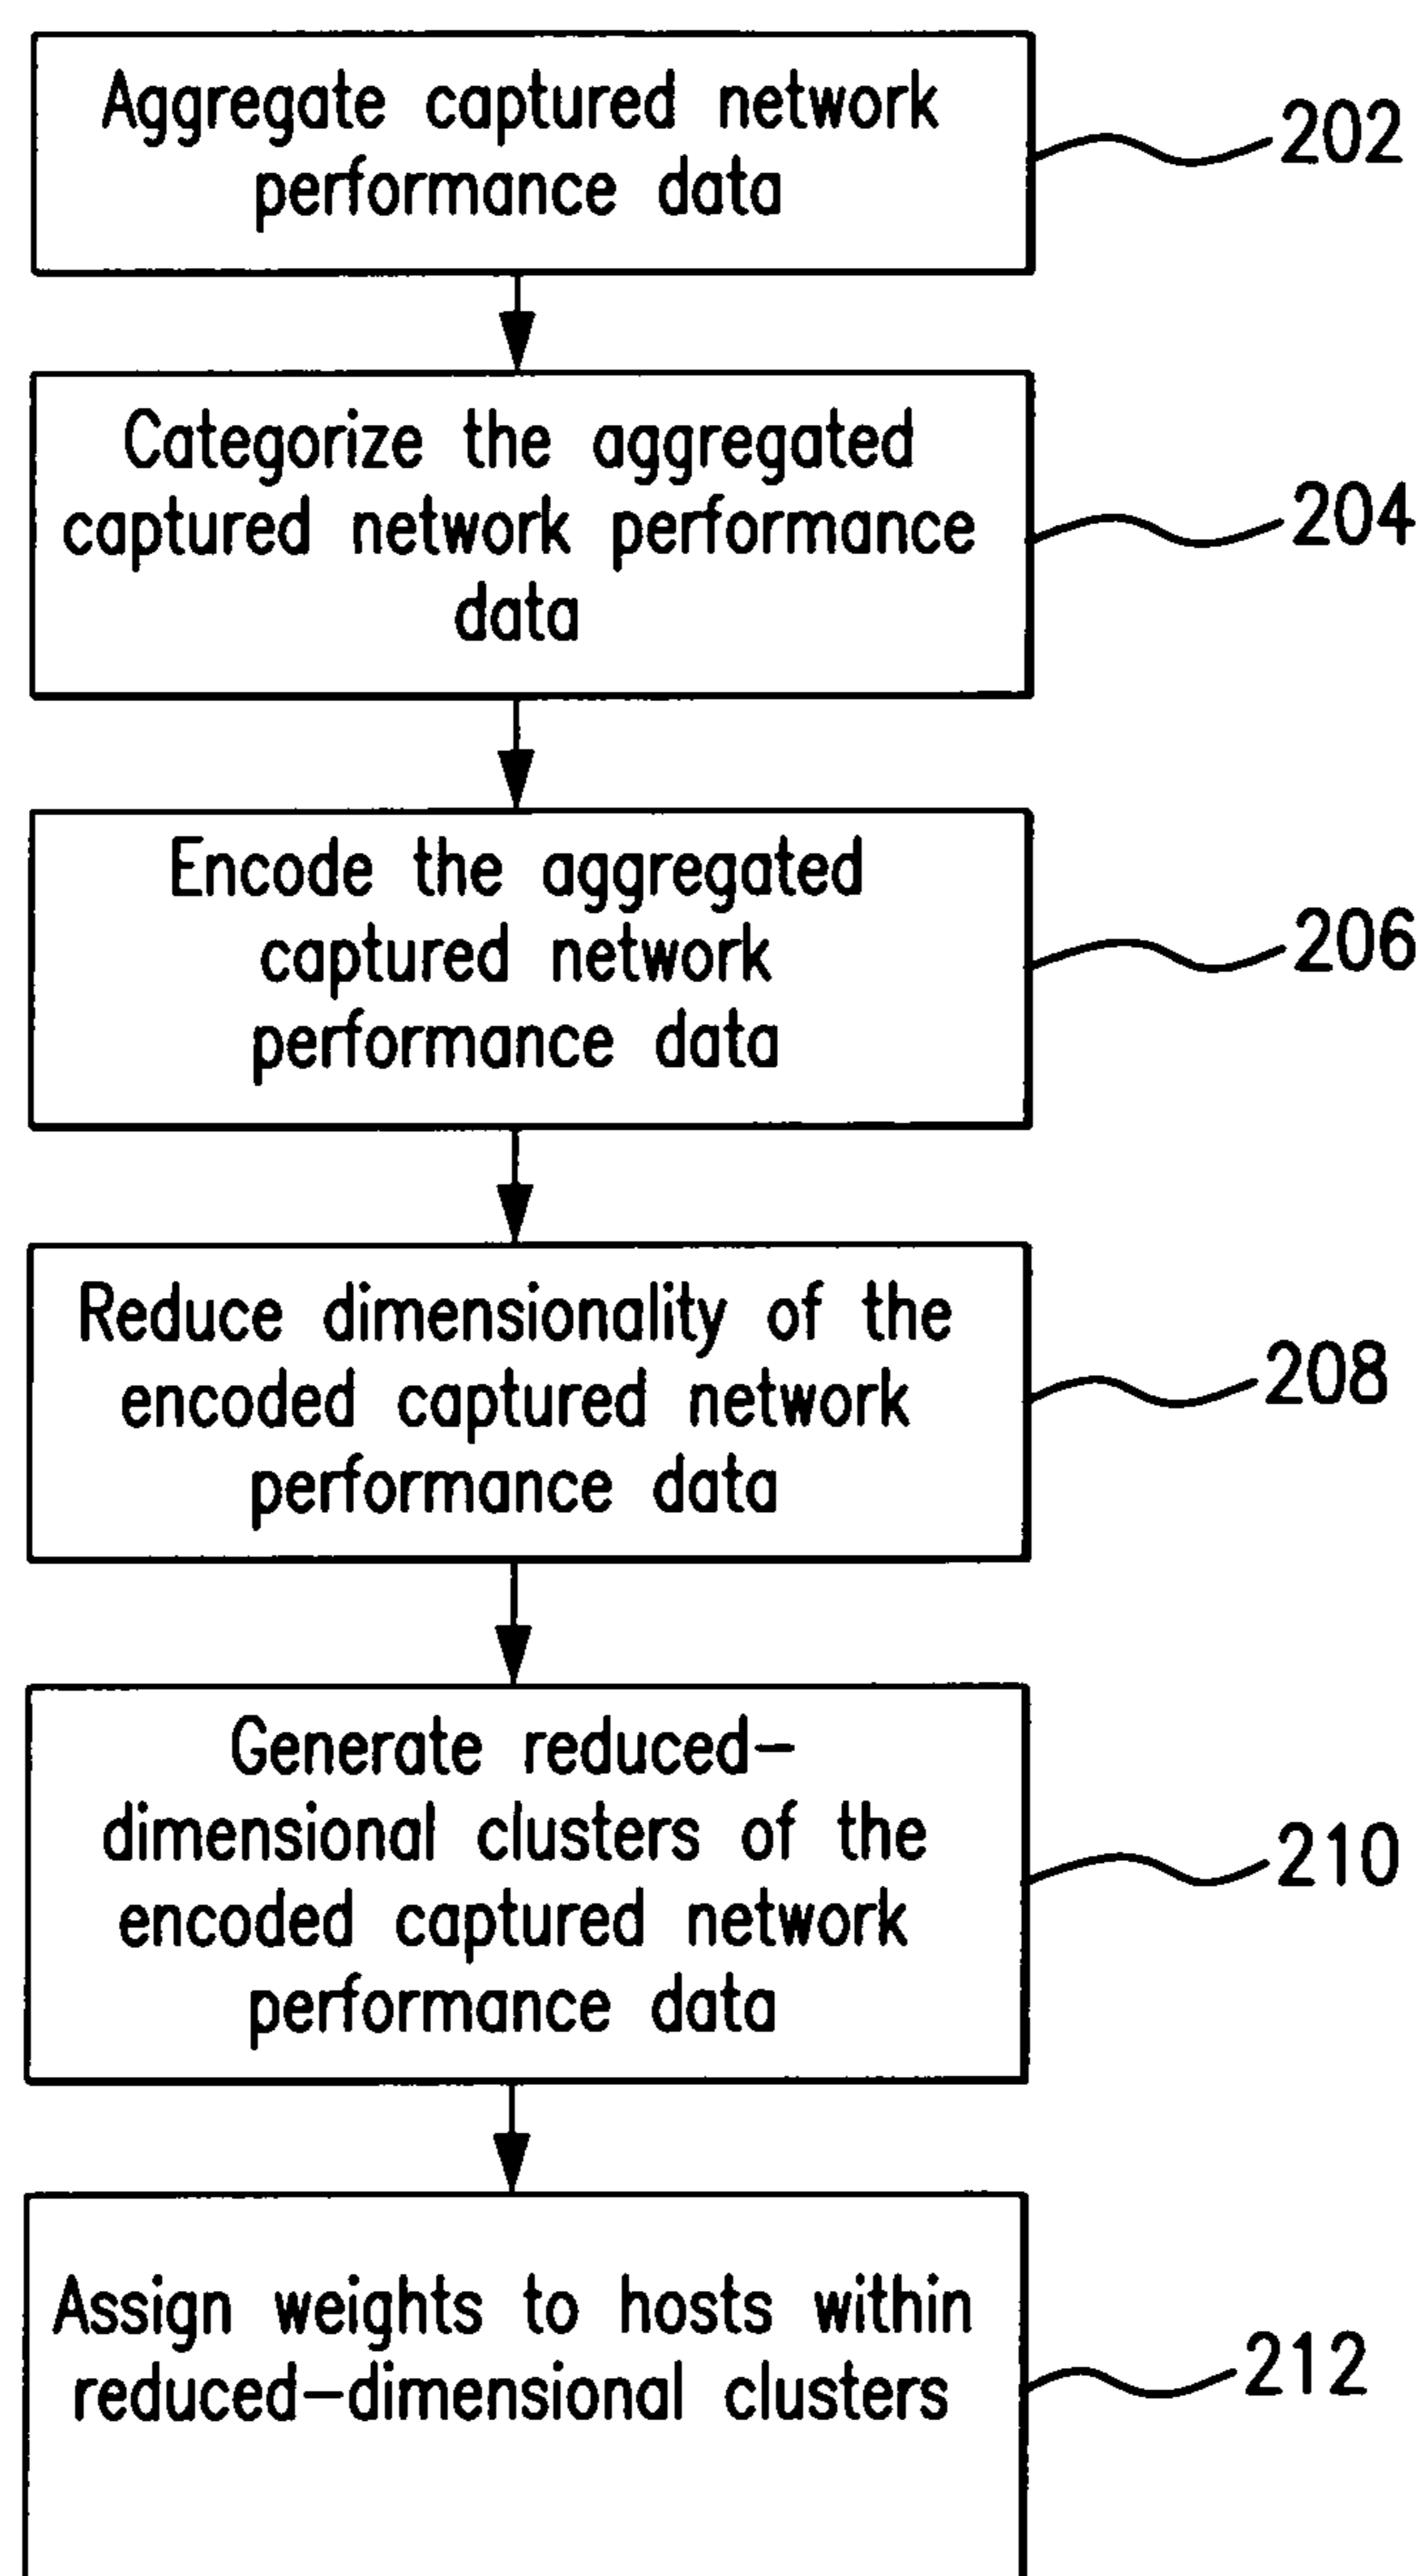 Aggregate captured network
performance data
202
Categorize the aggregated
captured network performance
data
204
Encode the aggregated
captured network
performance data
206
Reduce dimensionality of the
encoded captured network
performance data
208
Generate reduced-
dimensional clusters of the
encoded captured network
performance data
210
Assign weights to hosts within
reduced-dimensional clusters
212